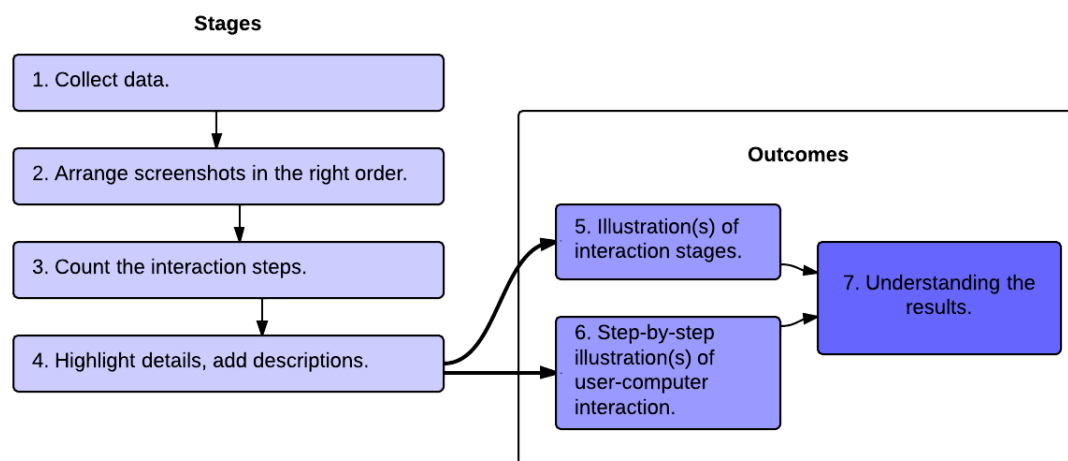 Stages
1. Collect data.
2. Arrange screenshots in the right order.
3. Count the interaction steps.
4. Highlight details, add descriptions.
Outcomes
5. Illustration(s) of
interaction stages.
6. Step-by-step
illustration(s) of
user-computer
interaction.
7. Understanding the
results.